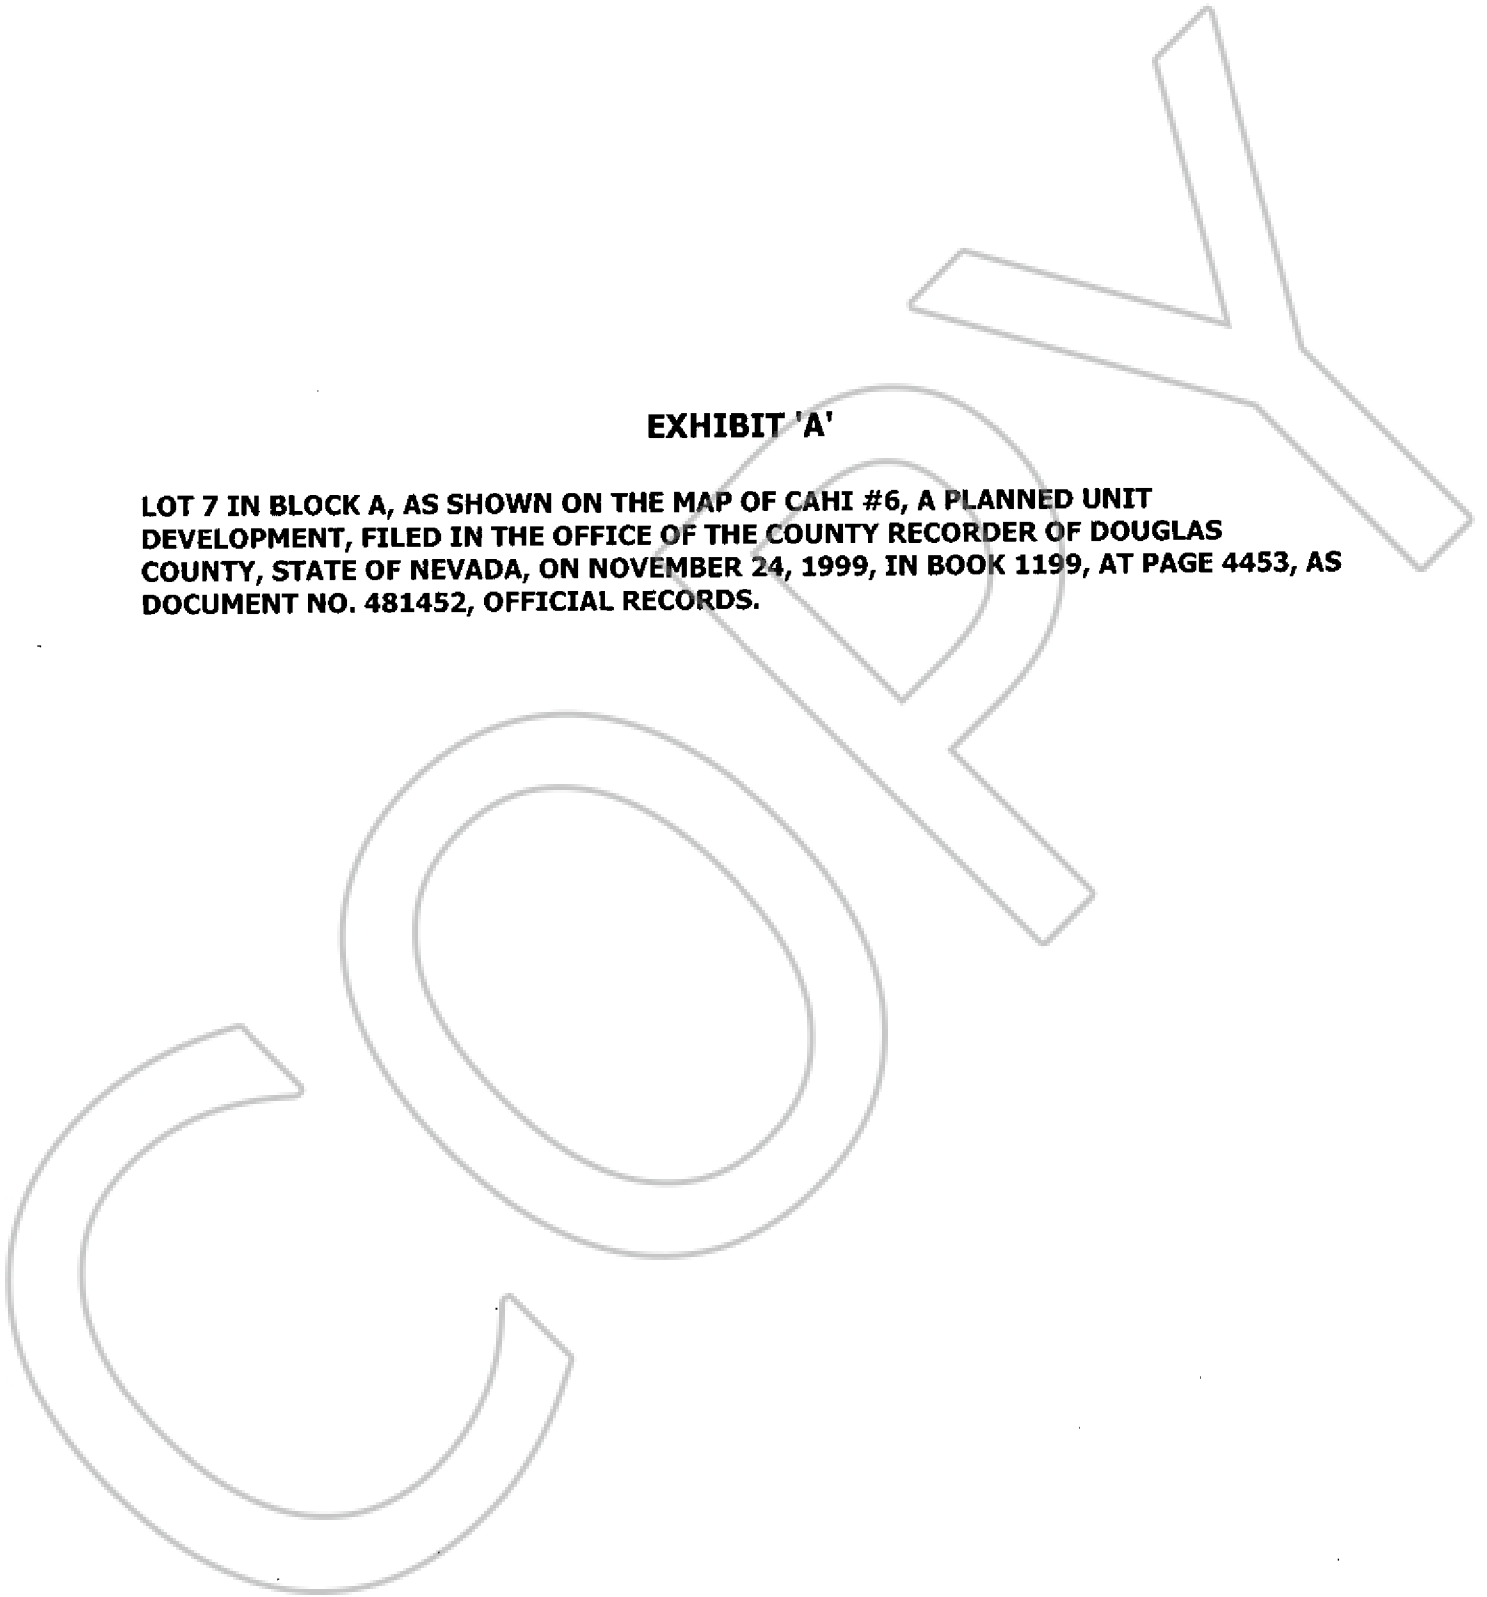 EXHIBIT 'A'
LOT 7 IN BLOCK A, AS SHOWN ON THE MAP OF CAHI #6, A PLANNED UNIT
DEVELOPMENT, FILED IN THE OFFICE OF THE COUNTY RECORDER OF DOUGLAS
COUNTY, STATE OF NEVADA, ON NOVEMBER 24, 1999, IN BOOK 1199, AT PAGE 4453, AS
DOCUMENT NO. 481452, OFFICIAL RECORDS.
COPY